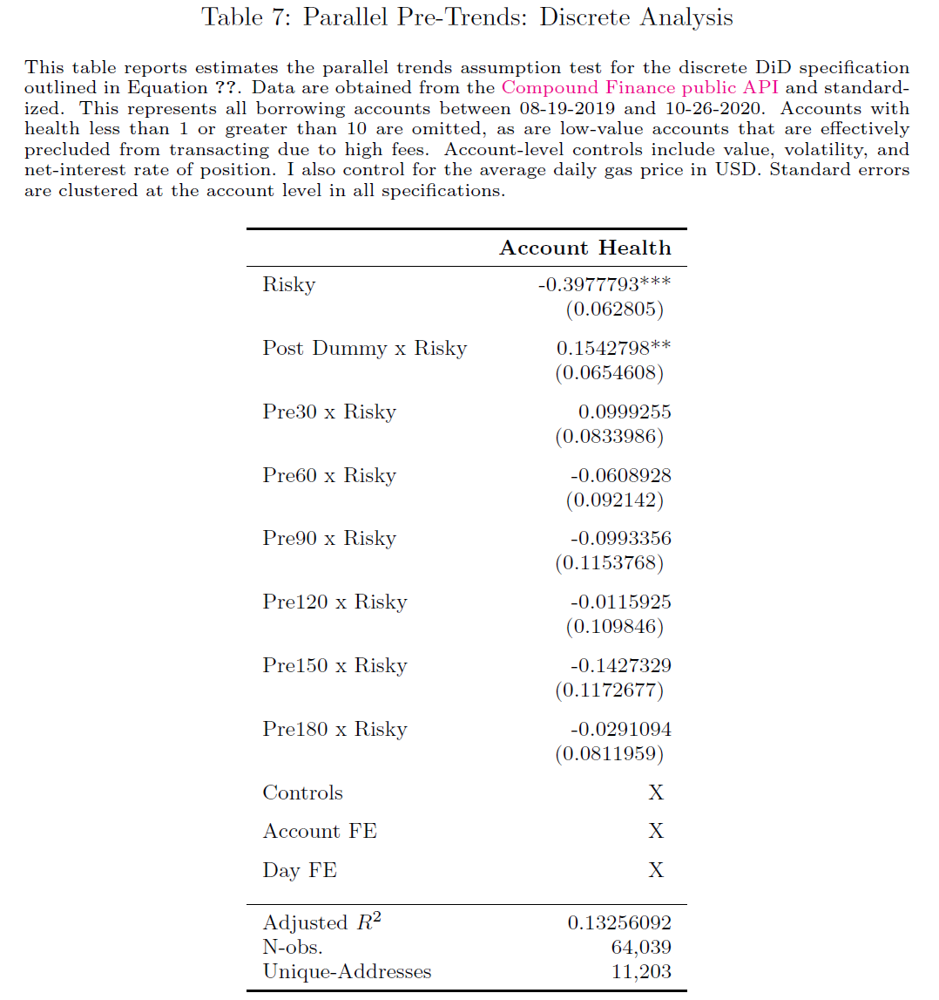 Table 7: Parallel Pre-Trends: Discrete Analysis
This table reports estimates the parallel trends assumption test for the discrete DiD specification
outlined in Equation ??. Data are obtained from the Compound Finance public API and standard-
ized. This represents all borrowing accounts between 08-19-2019 and 10-26-2020. Accounts with
health less than 1 or greater than 10 are omitted, as are low-value accounts that are effectively
precluded from transacting due to high fees. Account-level controls include value, volatility, and
net-interest rate of position. I also control for the average daily gas price in USD. Standard errors
are clustered at the account level in all specifications.
Account Health
Risky -0.3977793***
(0.062805)
Post Dummy x Risky 0.1542798**
(0.0654608)
Pre30 x Risky 0.0999255
(0.0833986)
Pre60 x Risky -0.0608928
(0.092142)
Pre90 x Risky -0.0993356
(0.1153768)
Pre120 x Risky -0.0115925
(0.109846)
Pre150 x Risky -0.1427329
(0.1172677)
Pre180 x Risky -0.0291094
(0.0811959)
Controls X
Account FE X
Day FE X
Adjusted R² 0.13256092
N-obs. 64,039
Unique-Addresses 11,203